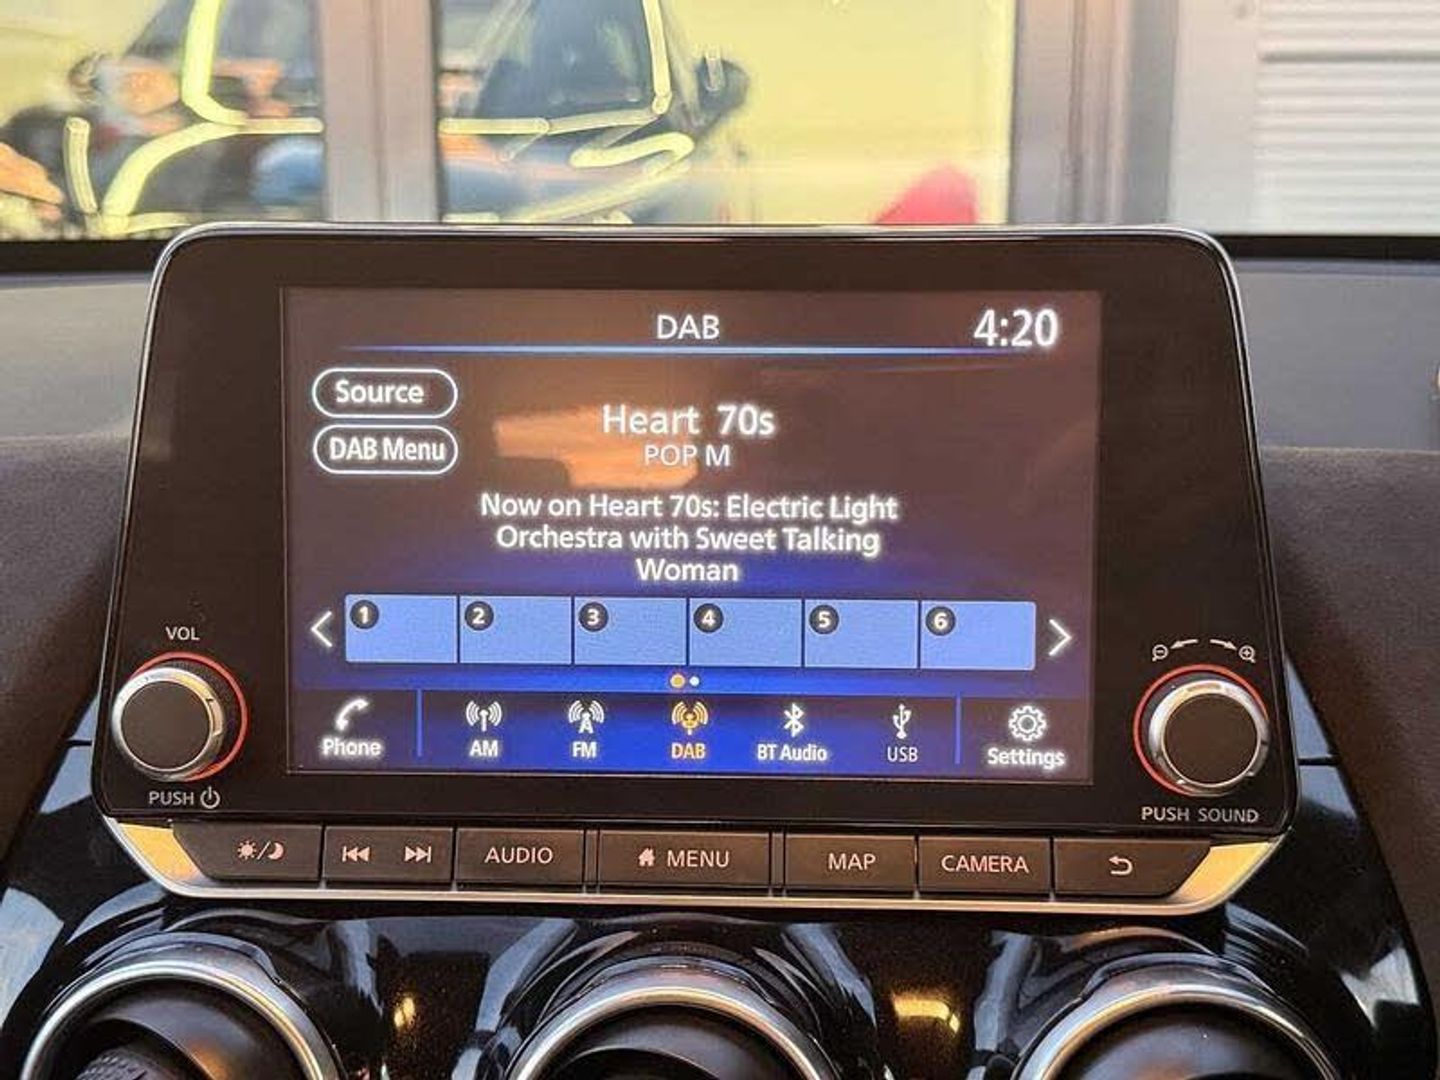 DAB
4:20
Source
DAB Menu
Heart 70s
POP M
Now on Heart 70s: Electric Light
Orchestra with Sweet Talking
Woman
1 2 3 4 5 6
Phone AM FM DAB BT Audio USB Settings
VOL
PUSH
PUSH SOUND
AUDIO MENU MAP CAMERA